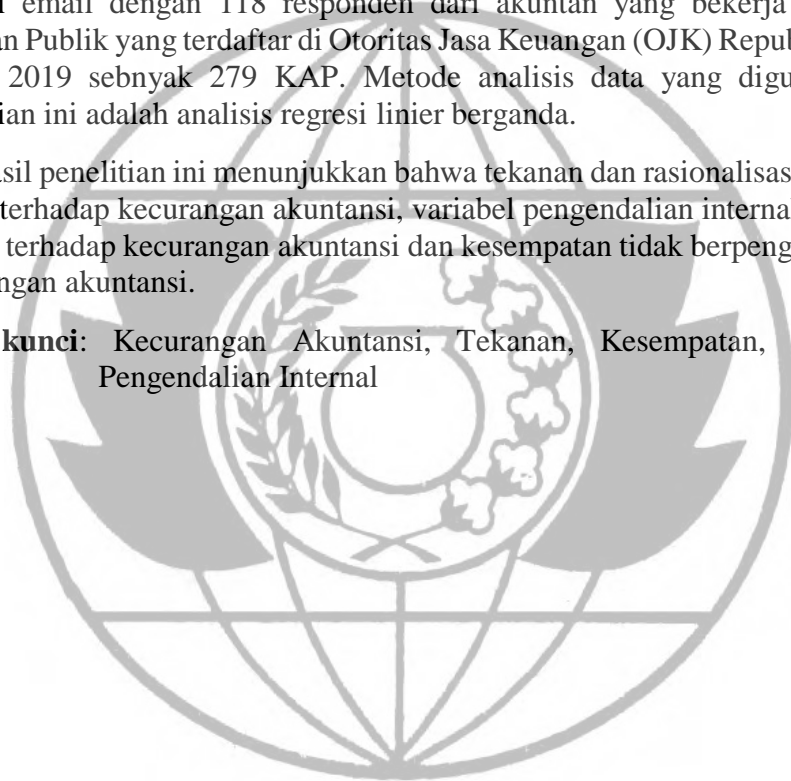 email dengan 118 responden dari akuntan yang bekerja
an Publik yang terdaftar di Otoritas Jasa Keuangan (OJK) Repub
2019 sebnyak 279 KAP. Metode analisis data yang digu
ian ini adalah analisis regresi linier berganda.
asil penelitian ini menunjukkan bahwa tekanan dan rasionalisas
terhadap kecurangan akuntansi, variabel pengendalian internal
terhadap kecurangan akuntansi dan kesempatan tidak berpeng
ngan akuntansi.
kunci: Kecurangan Akuntansi, Tekanan, Kesempatan,
Pengendalian Internal